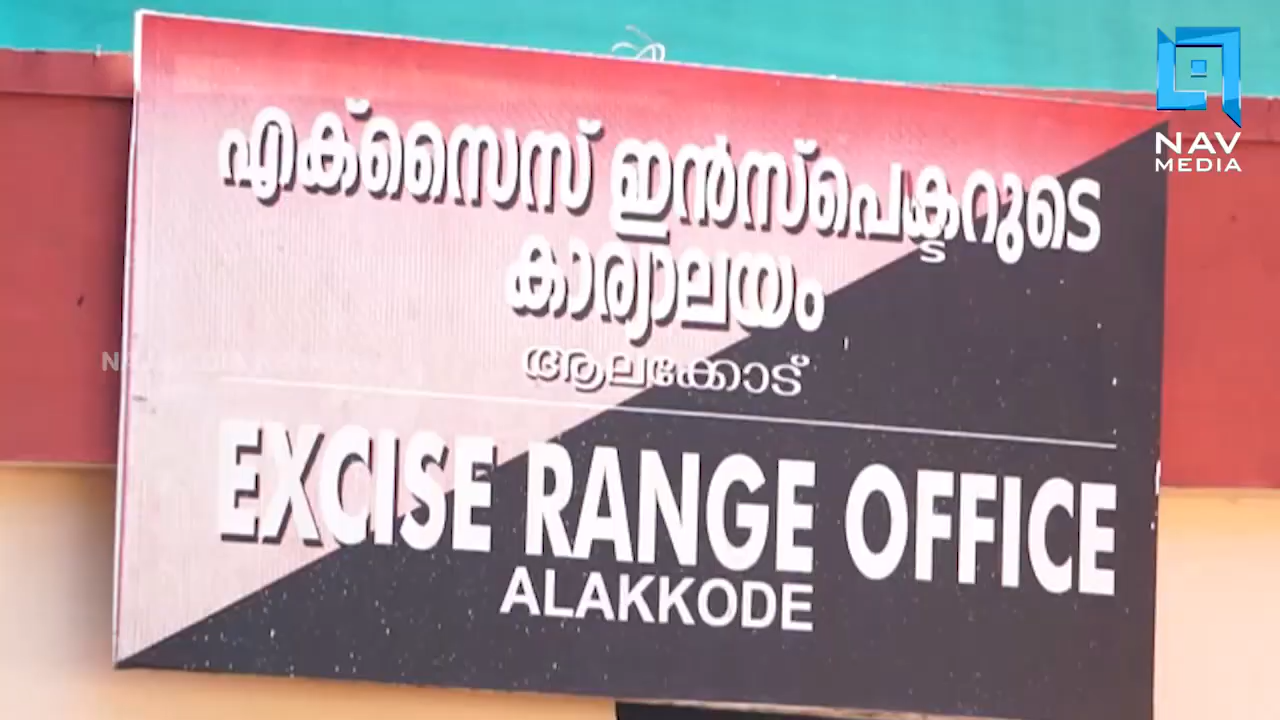 എക്സൈസ് ഇൻസ്പെക്ടറുടെ
കാര്യാലയം
ആലക്കോട്
EXCISE RANGE OFFICE
ALAKKODE
NAV
MEDIA